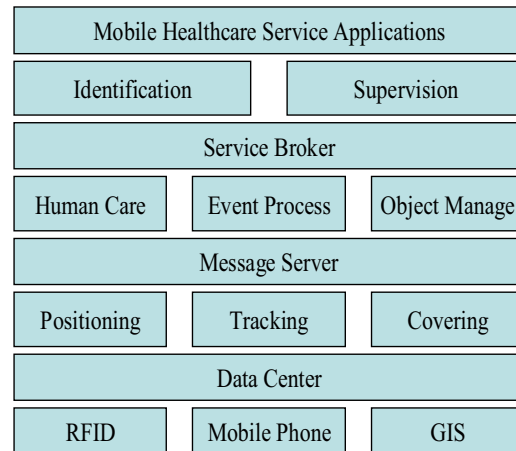 Mobile Healthcare Service Applications
Identification
Supervision
Service Broker
Human Care
Event Process
Object Manage
Message Server
Positioning
Tracking
Covering
Data Center
RFID
Mobile Phone
GIS